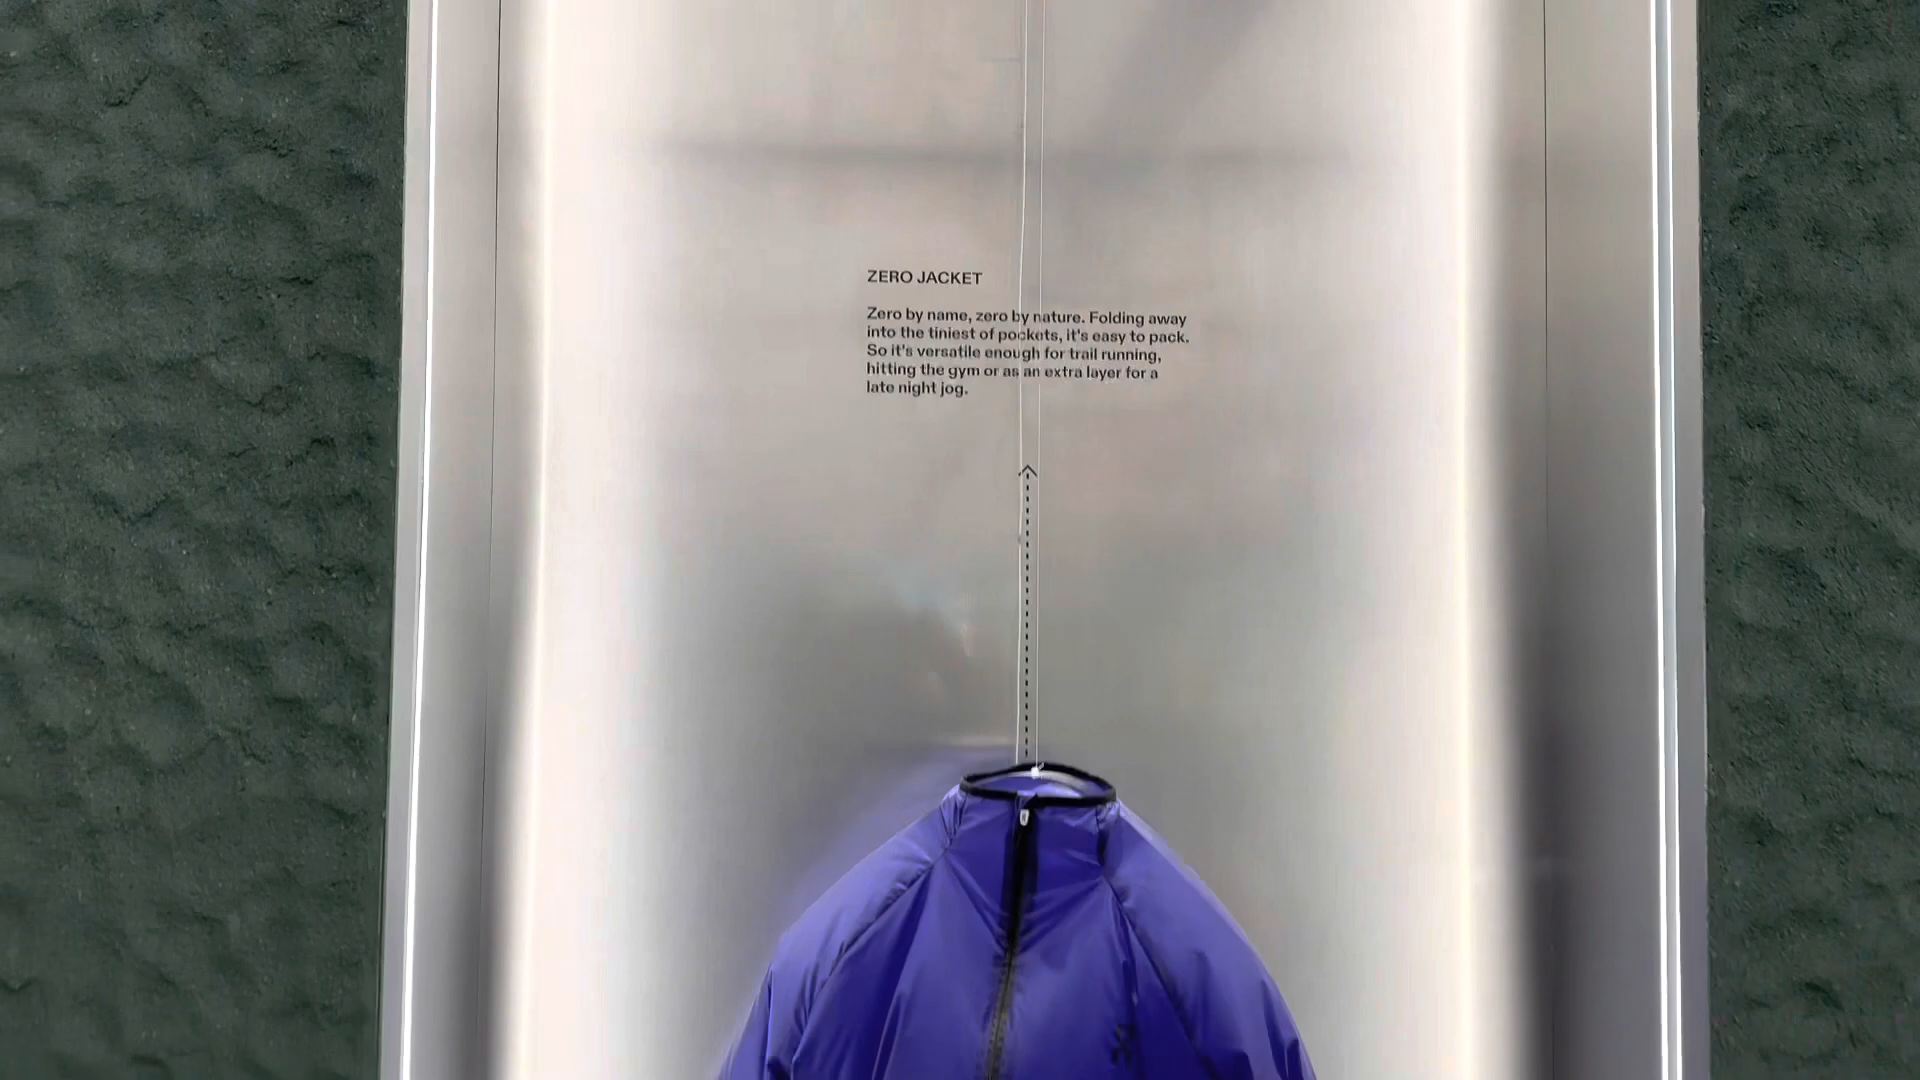 ZERO JACKET
Zero by name, zero by nature. Folding away
into the tiniest of pockets, it's easy to pack.
So it's versatile enough for trail running,
hitting the gym or as an extra layer for a
late night jog.